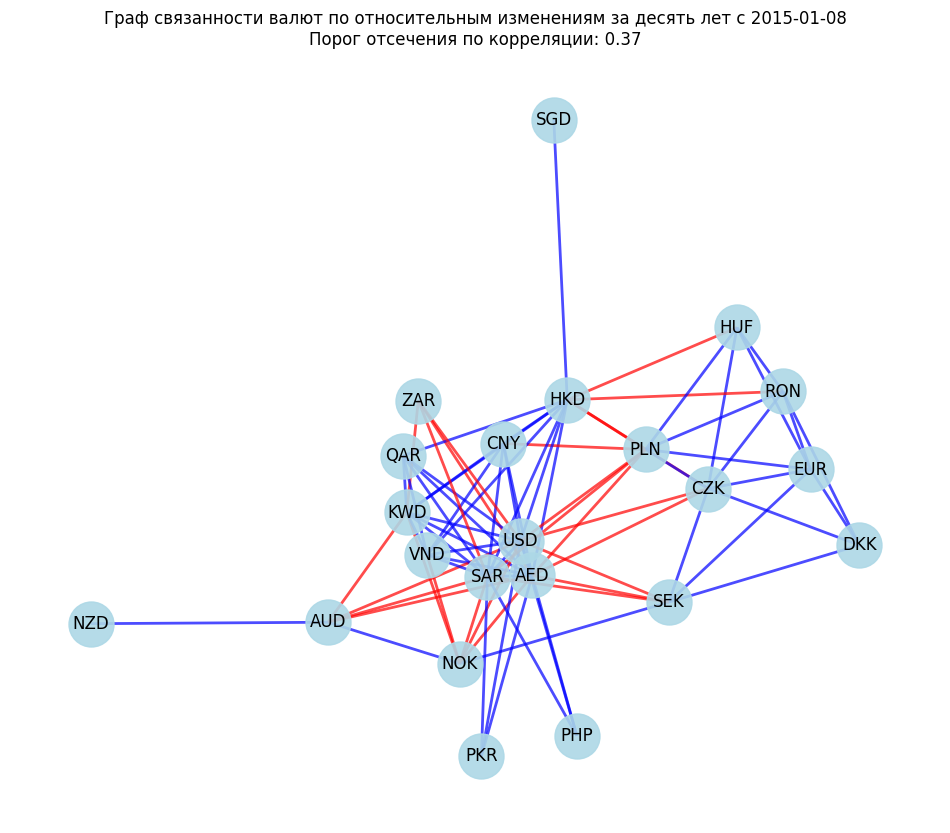 Граф связанности валют по относительным изменениям за десять лет с 2015-01-08
Порог отсечения по корреляции: 0.37
SGD
HUF
RON
HKD
ZAR
CNY
PLN
QAR
EUR
CZK
KWD
USD
VND
DKK
SAR
AED
SEK
NZD
AUD
NOK
PHP
PKR